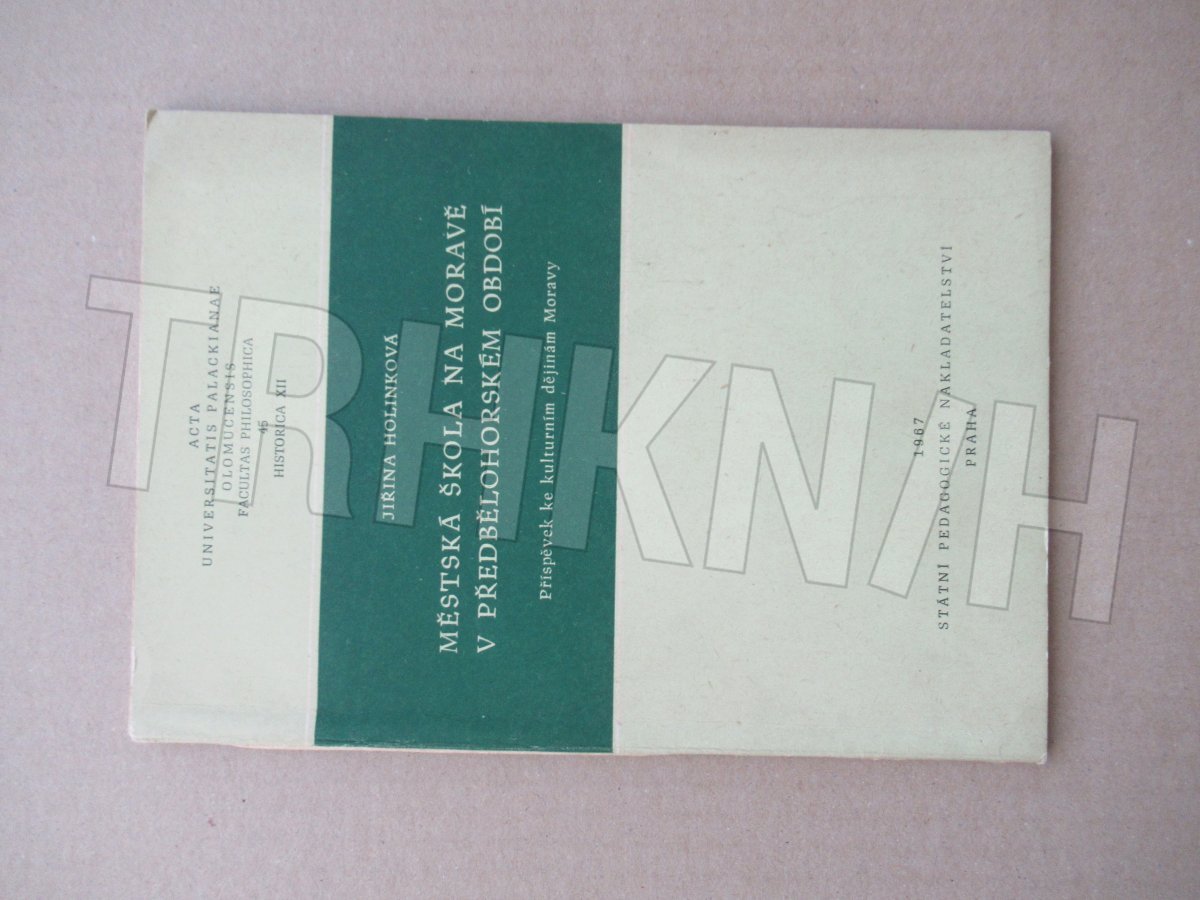 ACTA
UNIVERSITATIS PALACKIANAE
OLOMUCENSIS
FACULTAS PHILOSOPHICA
45
HISTORICA XII
JIŘINA HOLINKOVÁ
MĚSTSKÁ ŠKOLA NA MORAVĚ
V PŘEDBĚLOHORSKÉM OBDOBÍ
Příspěvek ke kulturním dějinám Moravy
1967
STÁTNÍ PEDAGOGICKÉ NAKLADATELSTVÍ
PRAHA
TRHKNIH